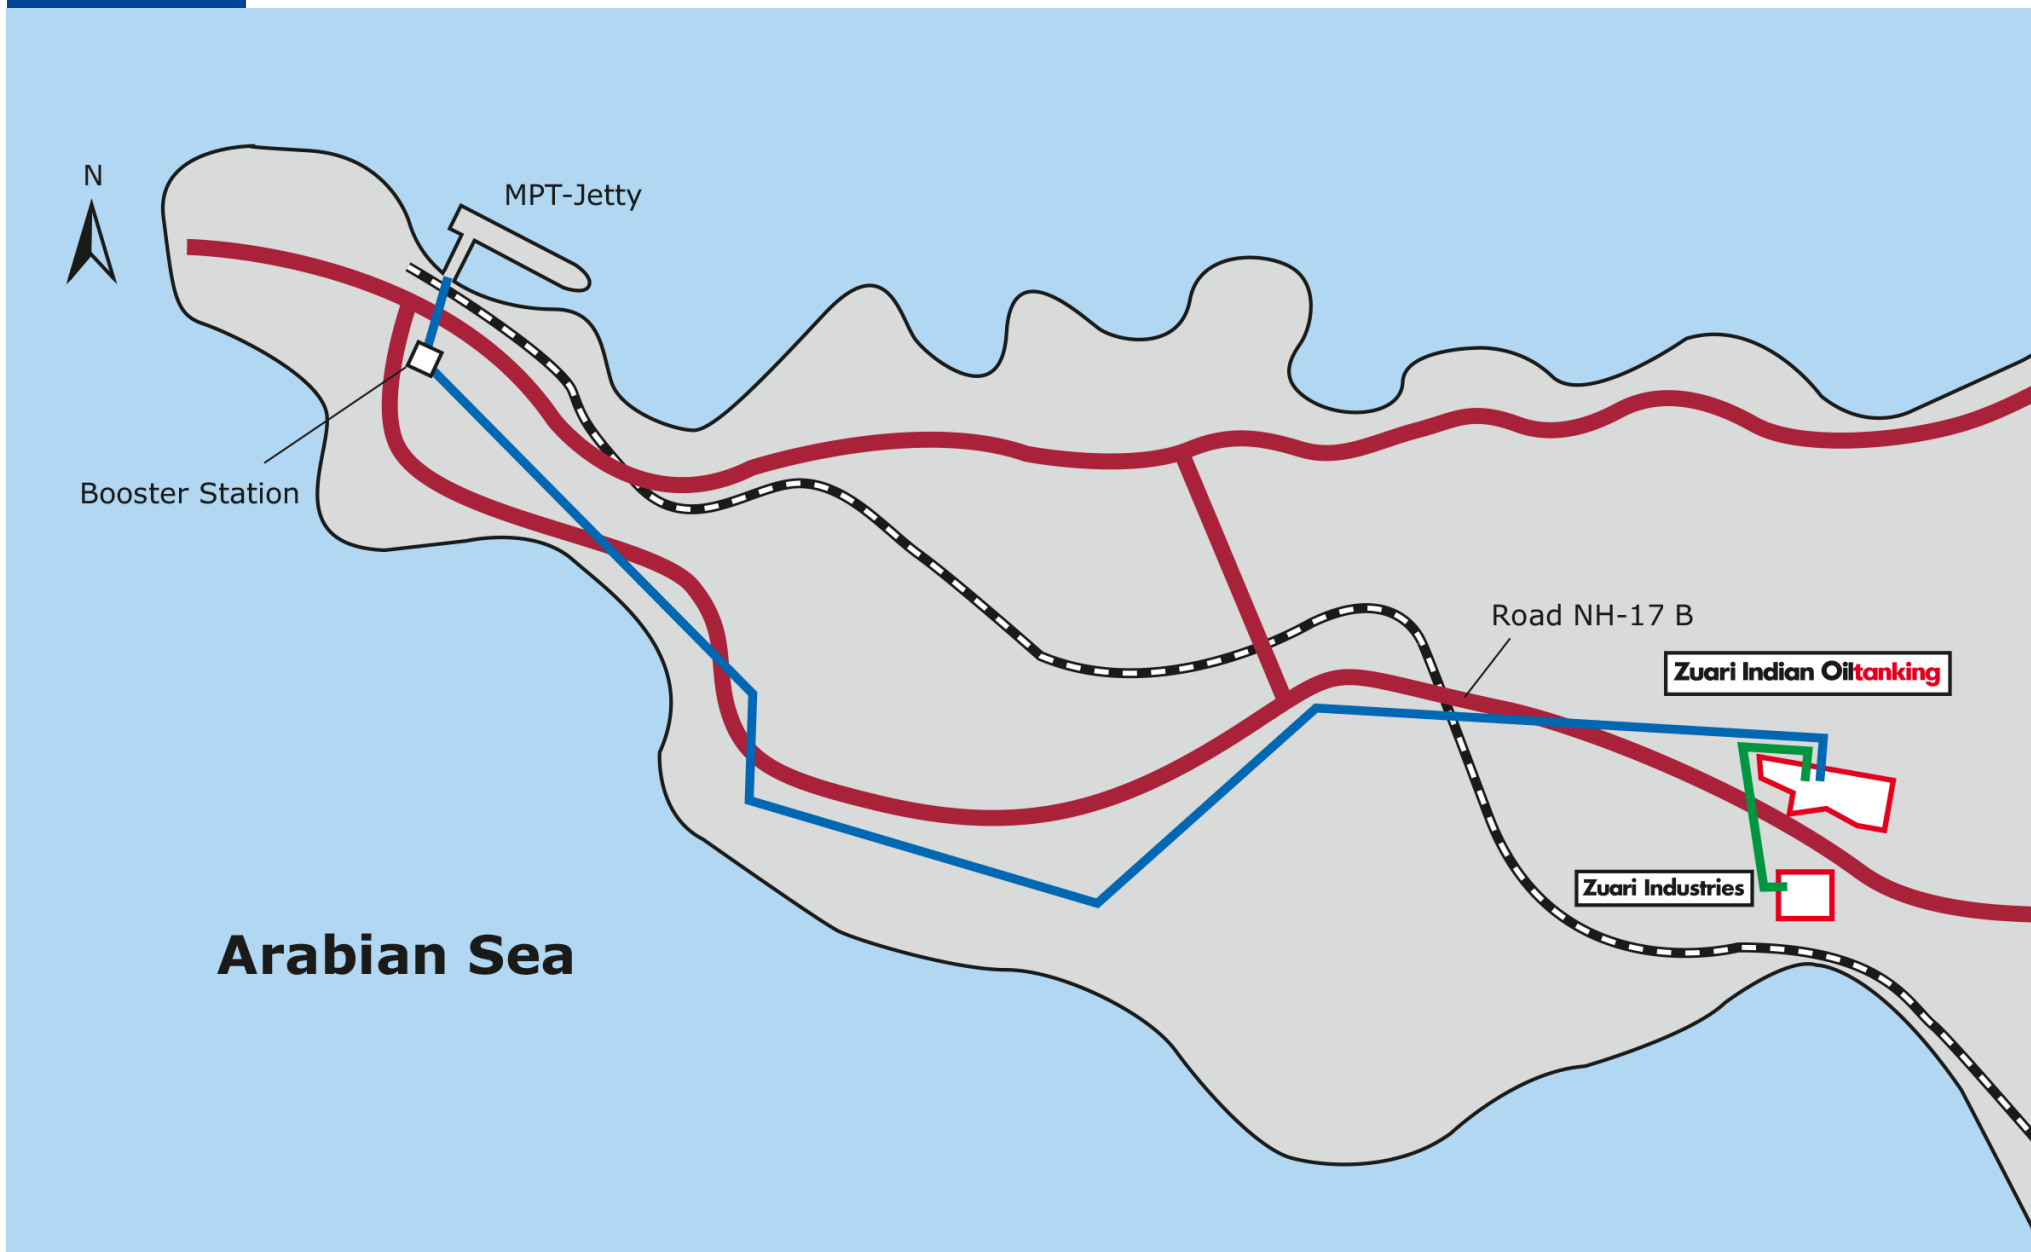 N
MPT-Jetty
Booster Station
Road NH-17 B
Zuari Indian Oiltanking
Zuari Industries
Arabian Sea